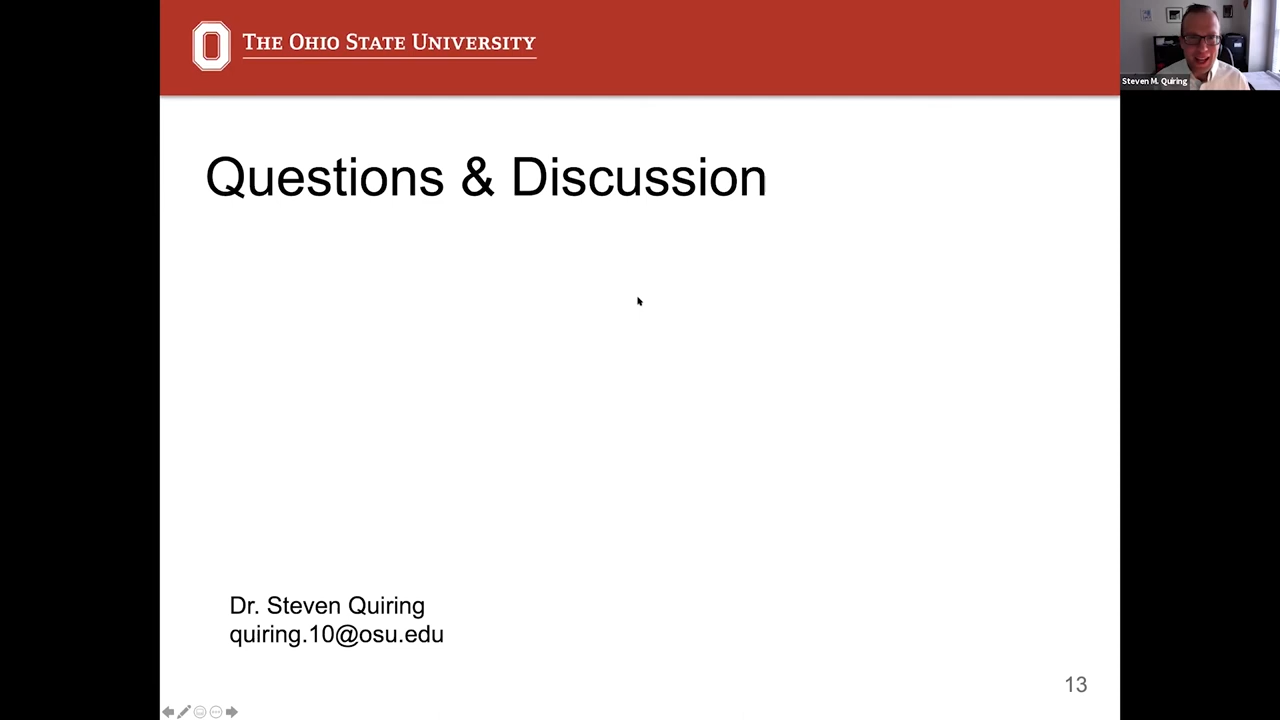 THE OHIO STATE UNIVERSITY
Steven M. Quiring
Questions & Discussion
Dr. Steven Quiring
quiring.10@osu.edu
13